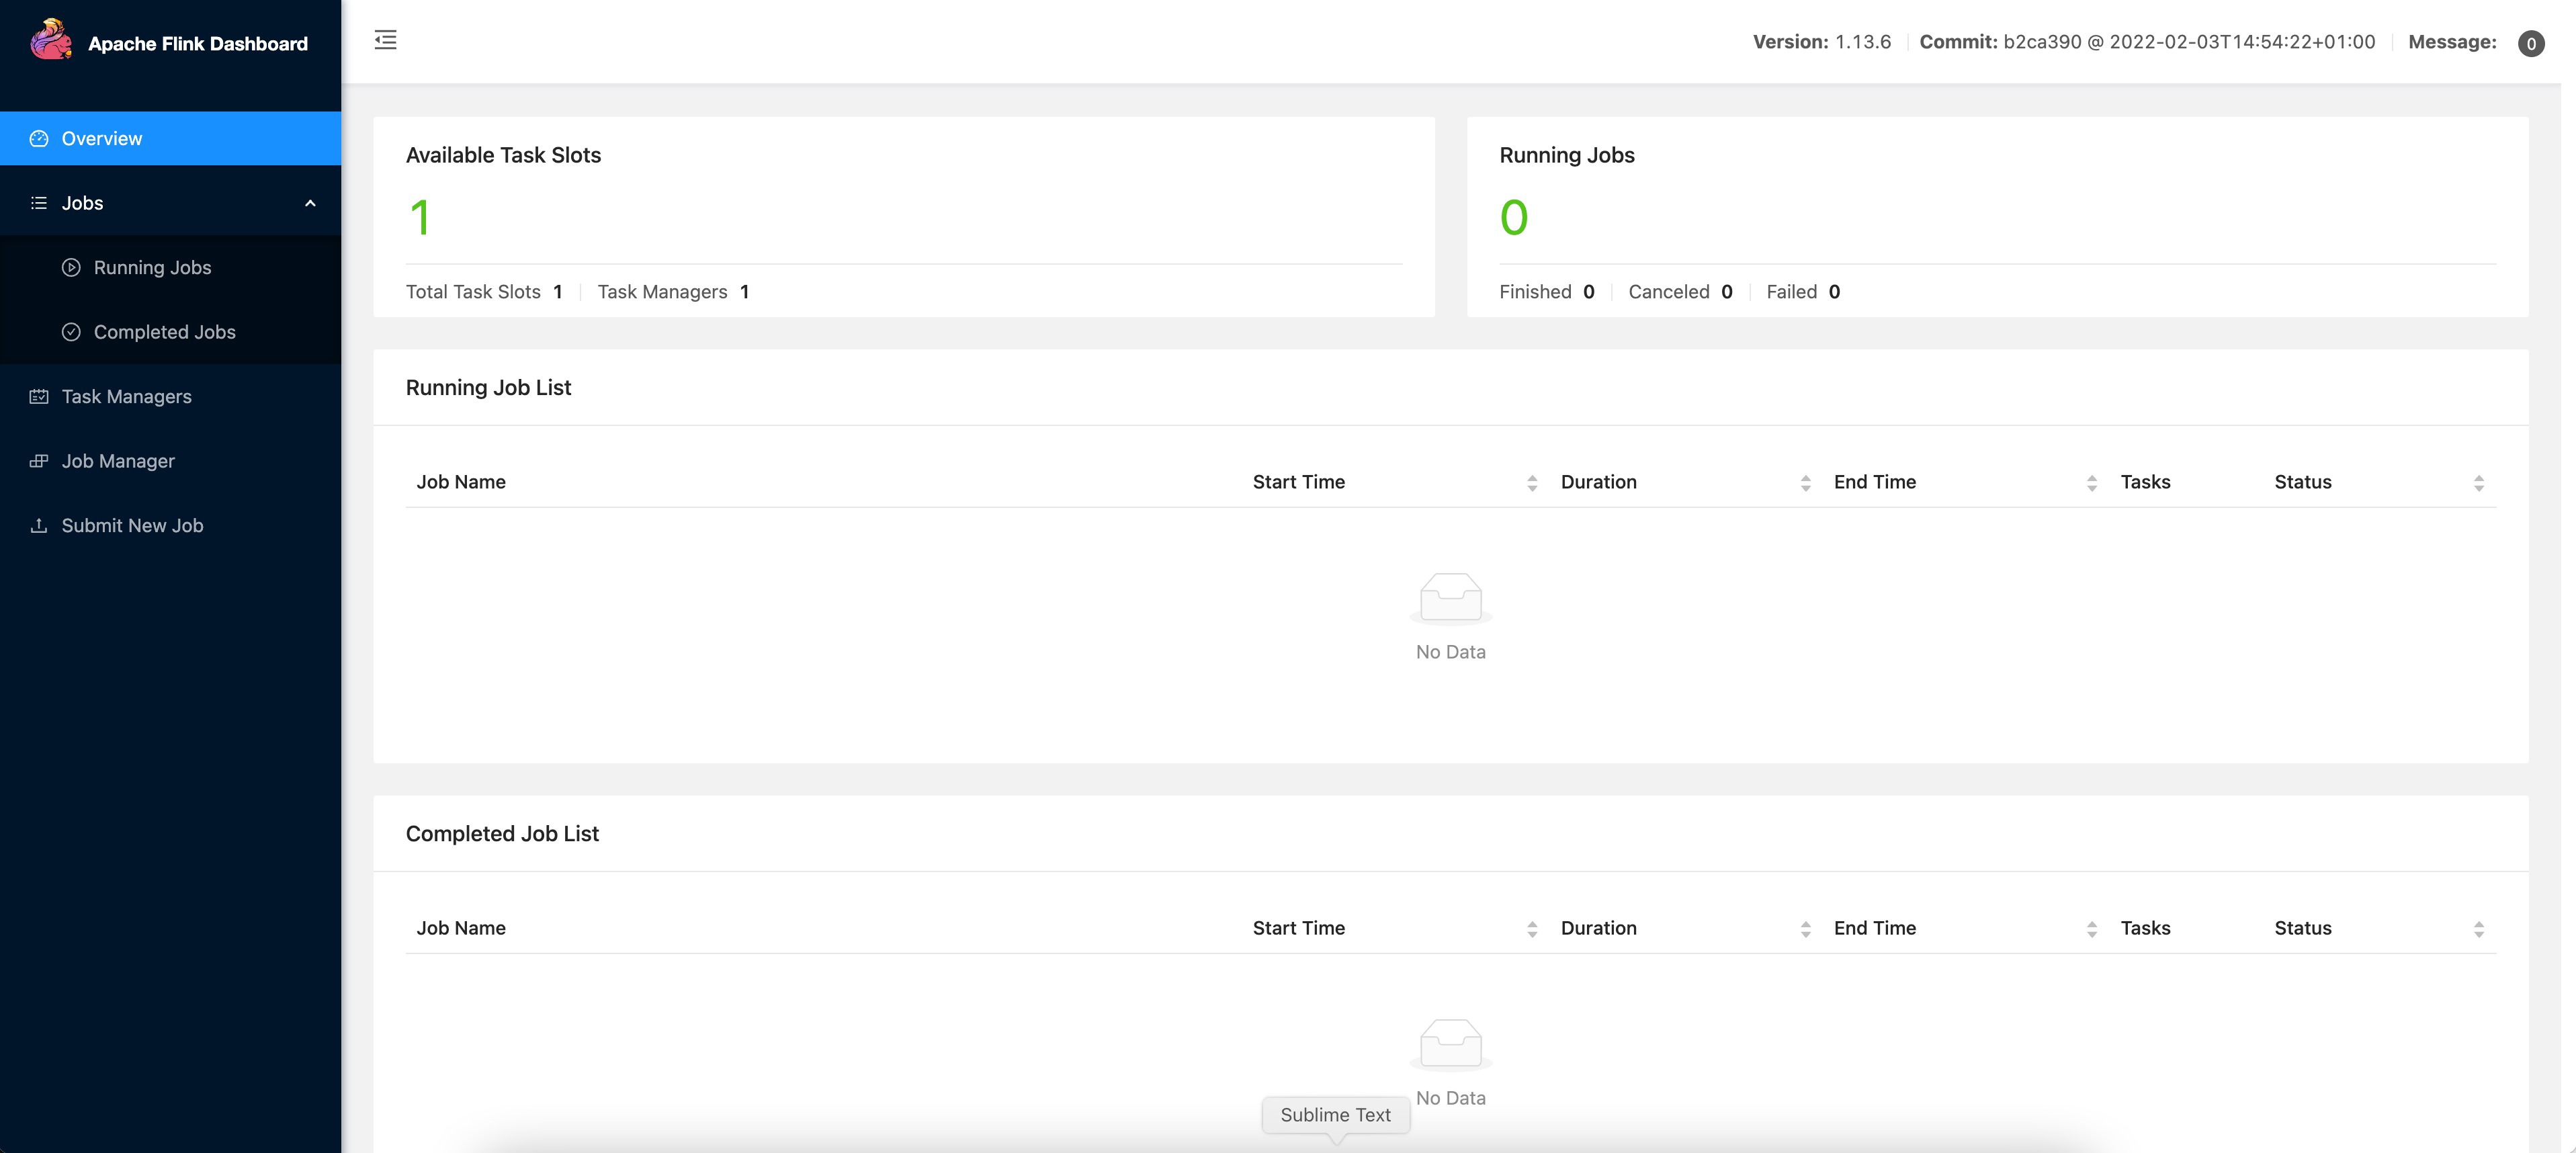 Apache Flink Dashboard
Version: 1.13.6 Commit: b2ca390 @ 2022-02-03T14:54:22+01:00 Message: 0
Overview
Jobs
Running Jobs
Completed Jobs
Task Managers
Job Manager
Submit New Job
Available Task Slots
1
Total Task Slots 1 Task Managers 1
Running Jobs
0
Finished 0 Canceled 0 Failed 0
Running Job List
Job Name Start Time Duration End Time Tasks Status
No Data
Completed Job List
Job Name Start Time Duration End Time Tasks Status
No Data
Sublime Text